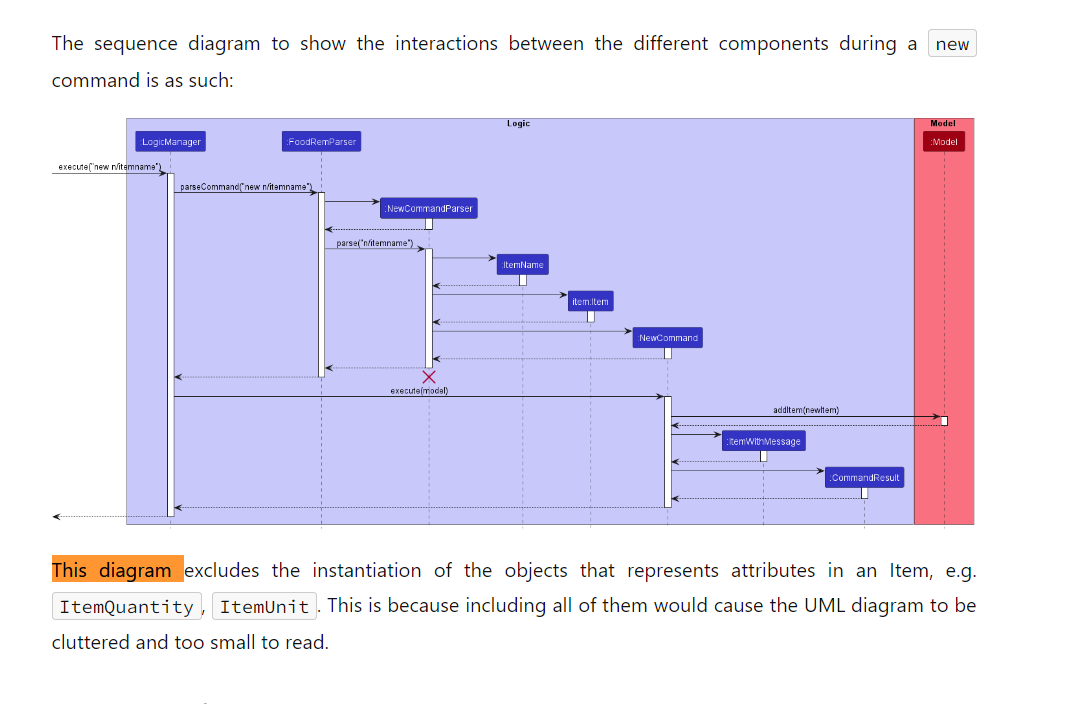 The sequence diagram to show the interactions between the different components during a new
command is as such:
Logic
Model
:LogicManager
:FoodRemParser
:Model
execute("new n/itemname")
parseCommand("new n/itemname")
:NewCommandParser
parse("n/itemname")
:ItemName
item:Item
:NewCommand
execute(model)
addItem(newItem)
:ItemWithMessage
:CommandResult
This diagram excludes the instantiation of the objects that represents attributes in an Item, e.g.
ItemQuantity, ItemUnit. This is because including all of them would cause the UML diagram to be
cluttered and too small to read.